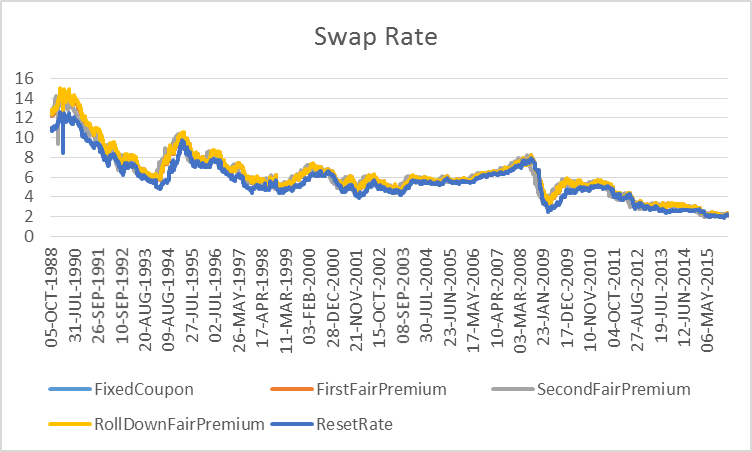 Swap Rate
16
14
12
10
8
6
4
2
0
05-OCT-1988
31-JUL-1990
26-SEP-1991
10-SEP-1992
20-AUG-1993
09-AUG-1994
27-JUL-1995
02-JUL-1996
26-MAY-1997
17-APR-1998
11-MAR-1999
03-FEB-2000
28-DEC-2000
21-NOV-2001
15-OCT-2002
08-SEP-2003
30-JUL-2004
23-JUN-2005
17-MAY-2006
10-APR-2007
03-MAR-2008
23-JAN-2009
17-DEC-2009
10-NOV-2010
04-OCT-2011
27-AUG-2012
19-JUL-2013
12-JUN-2014
06-MAY-2015
FixedCoupon FirstFairPremium SecondFairPremium
RollDownFairPremium ResetRate